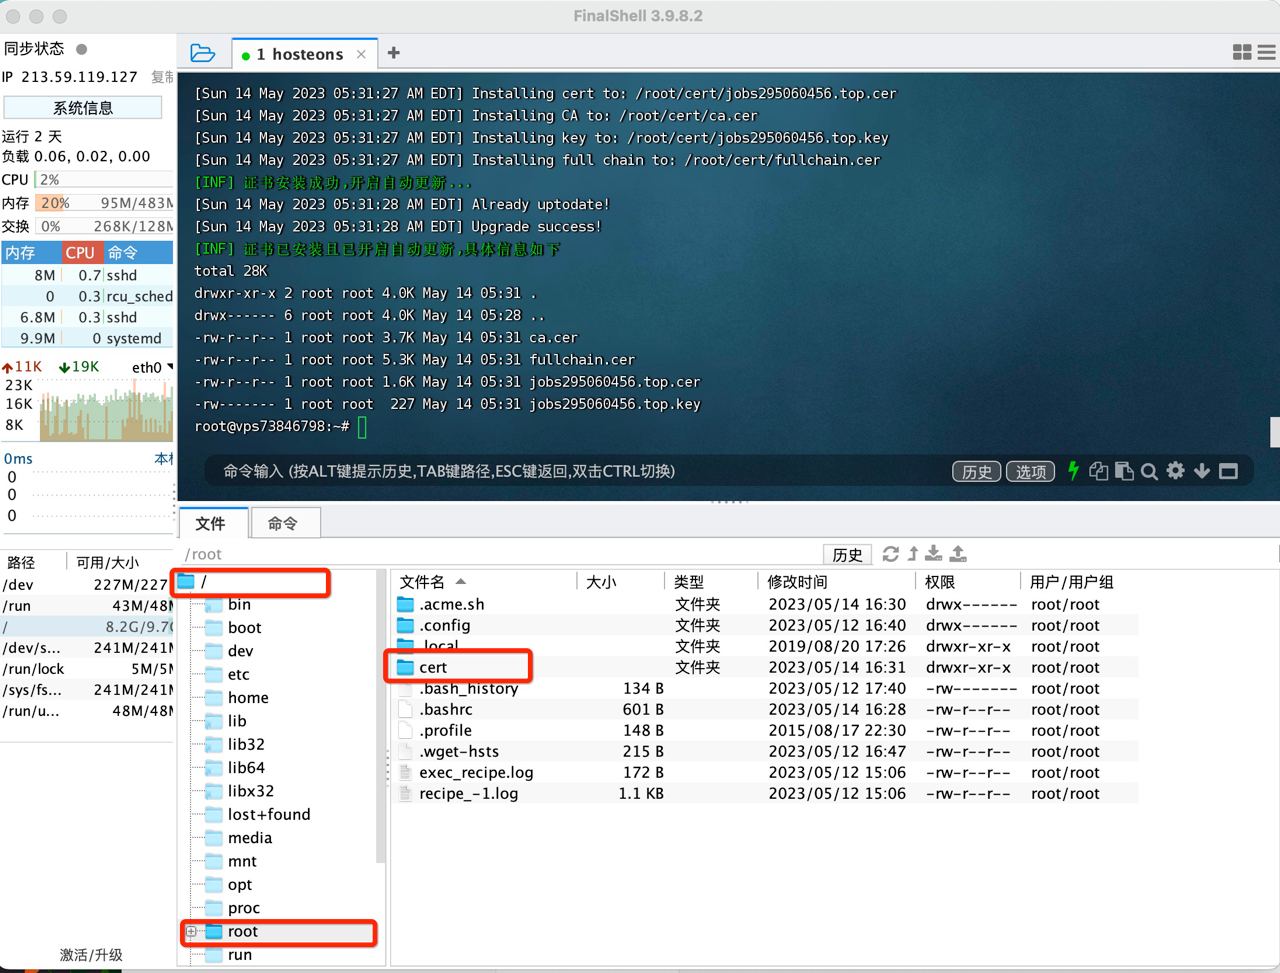 FinalShell 3.9.8.2
同步状态
1 hosteons
IP 213.59.119.127 复制
系统信息
运行 2 天
负载 0.06, 0.02, 0.00
CPU 2%
内存 20% 95M/483M
交换 0% 268K/128M
内存 CPU 命令
8M 0.7 sshd
0 0.3 rcu_sched
6.8M 0.3 sshd
9.9M 0 systemd
11K 19K eth0
23K
16K
8K
0ms 本机
0
0
0
路径 可用/大小
/dev 227M/227
/run 43M/48M
/ 8.2G/9.7G
/dev/s... 241M/241M
/run/lock 5M/5M
/sys/fs... 241M/241M
/run/u... 48M/48M
激活/升级
[Sun 14 May 2023 05:31:27 AM EDT] Installing cert to: /root/cert/jobs295060456.top.cer
[Sun 14 May 2023 05:31:27 AM EDT] Installing CA to: /root/cert/ca.cer
[Sun 14 May 2023 05:31:27 AM EDT] Installing key to: /root/cert/jobs295060456.top.key
[Sun 14 May 2023 05:31:27 AM EDT] Installing full chain to: /root/cert/fullchain.cer
[INF] 证书安装成功,开启自动更新...
[Sun 14 May 2023 05:31:28 AM EDT] Already uptodate!
[Sun 14 May 2023 05:31:28 AM EDT] Upgrade success!
[INF] 证书已安装且已开启自动更新,具体信息如下
total 28K
drwxr-xr-x 2 root root 4.0K May 14 05:31 .
drwx------ 6 root root 4.0K May 14 05:28 ..
-rw-r--r-- 1 root root 3.7K May 14 05:31 ca.cer
-rw-r--r-- 1 root root 5.3K May 14 05:31 fullchain.cer
-rw-r--r-- 1 root root 1.6K May 14 05:31 jobs295060456.top.cer
-rw------- 1 root root  227 May 14 05:31 jobs295060456.top.key
root@vps73846798:~#
命令输入 (按ALT键提示历史,TAB键路径,ESC键返回,双击CTRL切换) 历史 选项
文件 命令
/root 历史
/
bin
boot
dev
etc
home
lib
lib32
lib64
libx32
lost+found
media
mnt
opt
proc
root
run
文件名 大小 类型 修改时间 权限 用户/用户组
.acme.sh 文件夹 2023/05/14 16:30 drwx------ root/root
.config 文件夹 2023/05/12 16:40 drwx------ root/root
.local 文件夹 2019/08/20 17:26 drwxr-xr-x root/root
cert 文件夹 2023/05/14 16:31 drwxr-xr-x root/root
.bash_history 134 B 2023/05/12 17:40 -rw------- root/root
.bashrc 601 B 2023/05/14 16:28 -rw-r--r-- root/root
.profile 148 B 2015/08/17 22:30 -rw-r--r-- root/root
.wget-hsts 215 B 2023/05/12 16:47 -rw-r--r-- root/root
exec_recipe.log 172 B 2023/05/12 15:06 -rw-r--r-- root/root
recipe_-1.log 1.1 KB 2023/05/12 15:06 -rw-r--r-- root/root